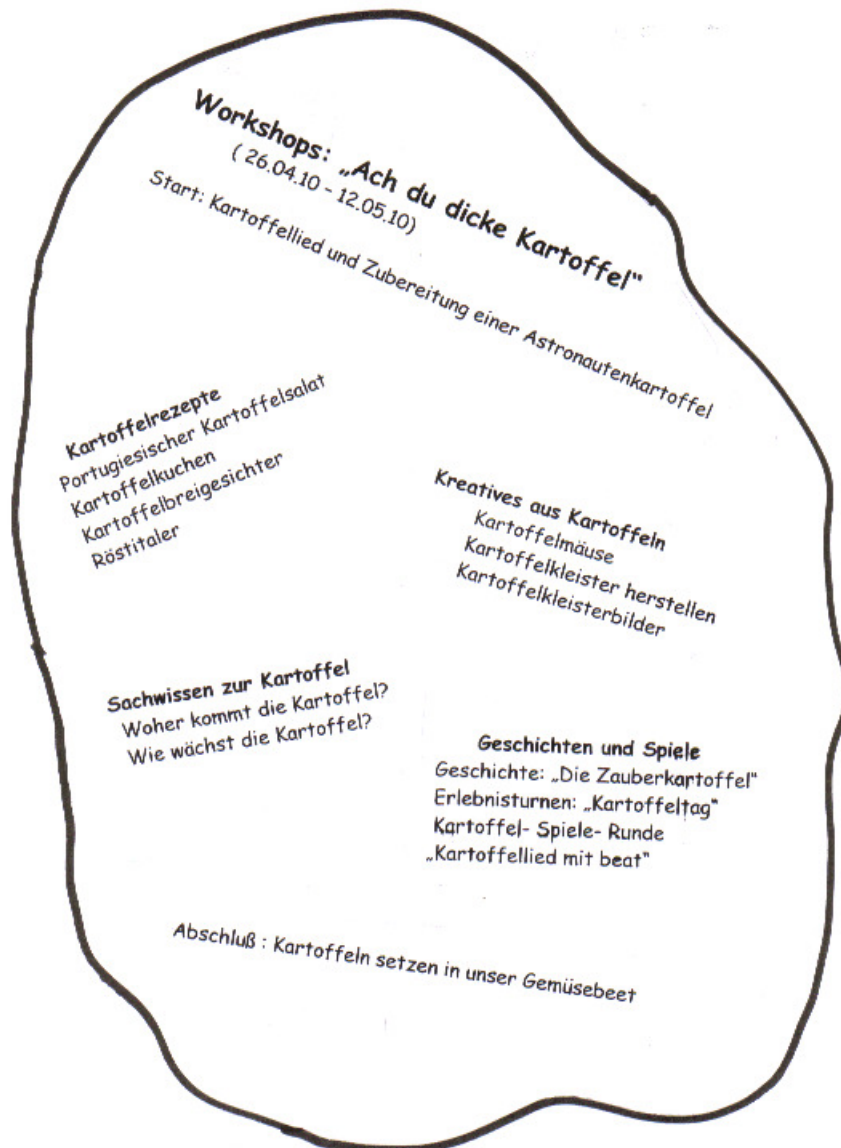 Workshops: „Ach du dicke Kartoffel"
( 26.04.10 - 12.05.10)
Start: Kartoffellied und Zubereitung einer Astronautenkartoffel
Kartoffelrezepte
Portugiesischer Kartoffelsalat
Kartoffelkuchen
Kartoffelbreigesichter
Röstitaler
Kreatives aus Kartoffeln
Kartoffelmäuse
Kartoffelkleister herstellen
Kartoffelkleisterbilder
Sachwissen zur Kartoffel
Woher kommt die Kartoffel?
Wie wächst die Kartoffel?
Geschichten und Spiele
Geschichte: „Die Zauberkartoffel"
Erlebnisturnen: „Kartoffeltag"
Kartoffel- Spiele- Runde
„Kartoffellied mit beat"
Abschluß : Kartoffeln setzen in unser Gemüsebeet